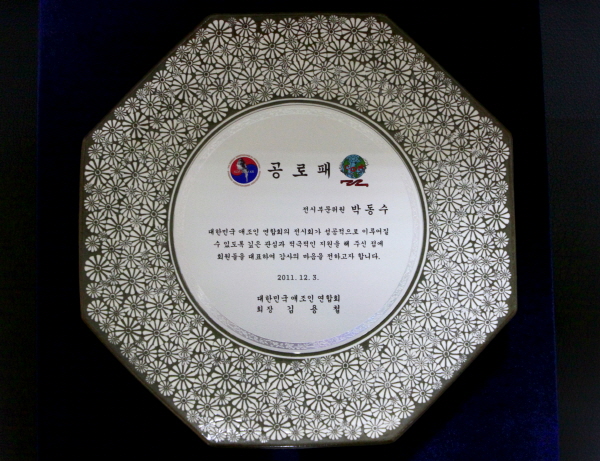 공로패
전시부문위원 박동수
대한민국 애조인 연합회의 전시회가 성공적으로 이루어질
수 있도록 깊은 관심과 적극적인 지원을 해 주신 점에
회원들을 대표하여 감사의 마음을 전하고자 합니다.
2011. 12. 3.
대한민국 애조인 연합회
회장 김용철